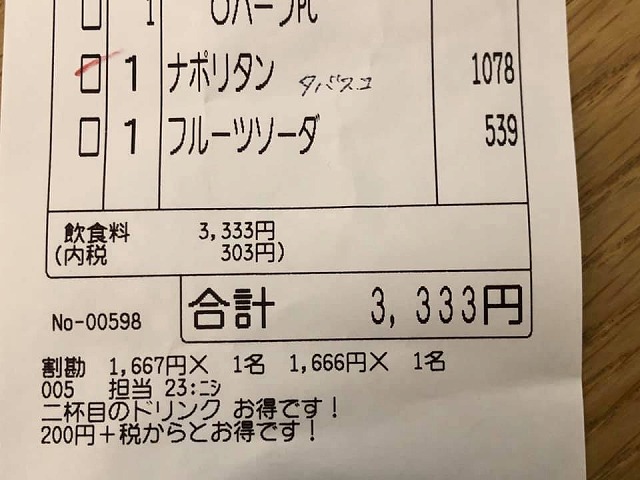 1
□ 1 ナポリタン タバスコ 1078
□ 1 フルーツソーダ 539
飲食料 3,333円
(内税 303円)
合計 3,333円
No-00598
割勘 1,667円× 1名 1,666円× 1名
005 担当 23:ニシ
二杯目のドリンク お得です!
200円+税からとお得です!